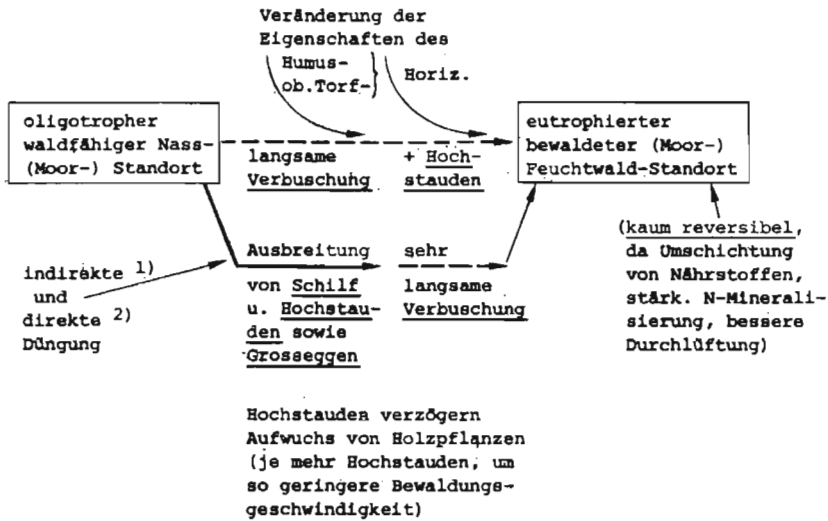 Veränderung der
Eigenschaften des
Humus-
ob.Torf-
Horiz.
oligotropher
waldfähiger Nass-
(Moor-) Standort
langsame
Verbuschuhg
+ Hoch-
stauden
eutrophierter
bewaldeter (Moor-)
Feuchtwald-Standort
indirekte 1)
und
direkte 2)
Düngung
Ausbreitung
von Schilf
u. Hochstau-
den sowie
Grosseggen
sehr
langsame
Verbuschung
(kaum reversibel,
da Umschichtung
von Nährstoffen,
stärk. N-Minerali-
sierung, bessere
Durchlüftung)
Hochstauden verzögern
Aufwuchs von Holzpflanzen
(je mehr Hochstauden, um
so geringere Bewaldungs-
geschwindigkeit)